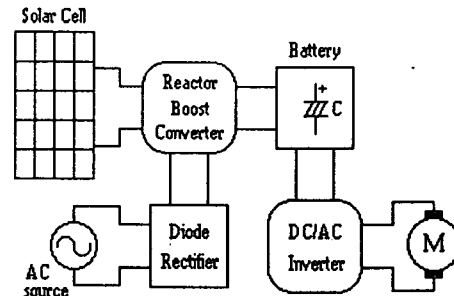 Solar Cell
Reactor
Boost
Converter
Battery
+
C
AC
source
Diode
Rectifier
DC/AC
Inverter
M